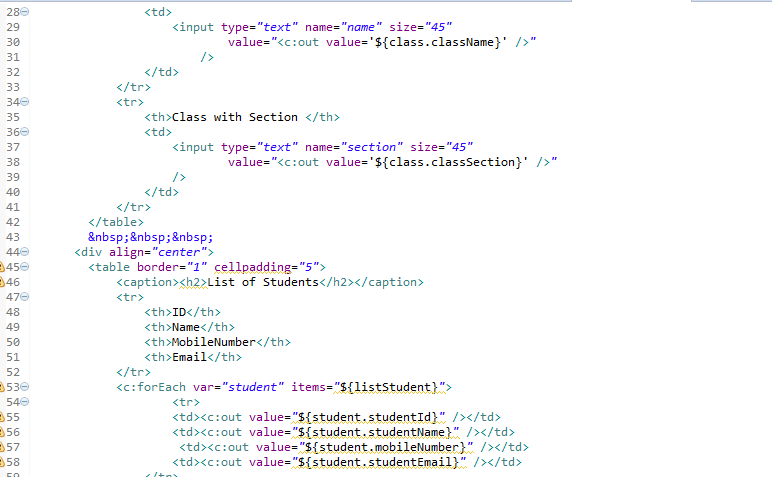 28 <td>
29 <input type="text" name="name" size="45"
30 value="<c:out value='${class.className}' />"
31 />
32 </td>
33 </tr>
34 <tr>
35 <th>Class with Section </th>
36 <td>
37 <input type="text" name="section" size="45"
38 value="<c:out value='${class.classSection}' />"
39 />
40 </td>
41 </tr>
42 </table>
43 &nbsp;&nbsp;&nbsp;
44 <div align="center">
45 <table border="1" cellpadding="5">
46 <caption><h2>List of Students</h2></caption>
47 <tr>
48 <th>ID</th>
49 <th>Name</th>
50 <th>MobileNumber</th>
51 <th>Email</th>
52 </tr>
53 <c:forEach var="student" items="${listStudent}">
54 <tr>
55 <td><c:out value="${student.studentId}" /></td>
56 <td><c:out value="${student.studentName}" /></td>
57 <td><c:out value="${student.mobileNumber}" /></td>
58 <td><c:out value="${student.studentEmail}" /></td>
59 </tr>